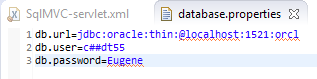 SqlMVC-servlet.xml database.properties
1 db.url=jdbc:oracle:thin:@localhost:1521:orcl
2 db.user=c##dt55
3 db.password=Eugene